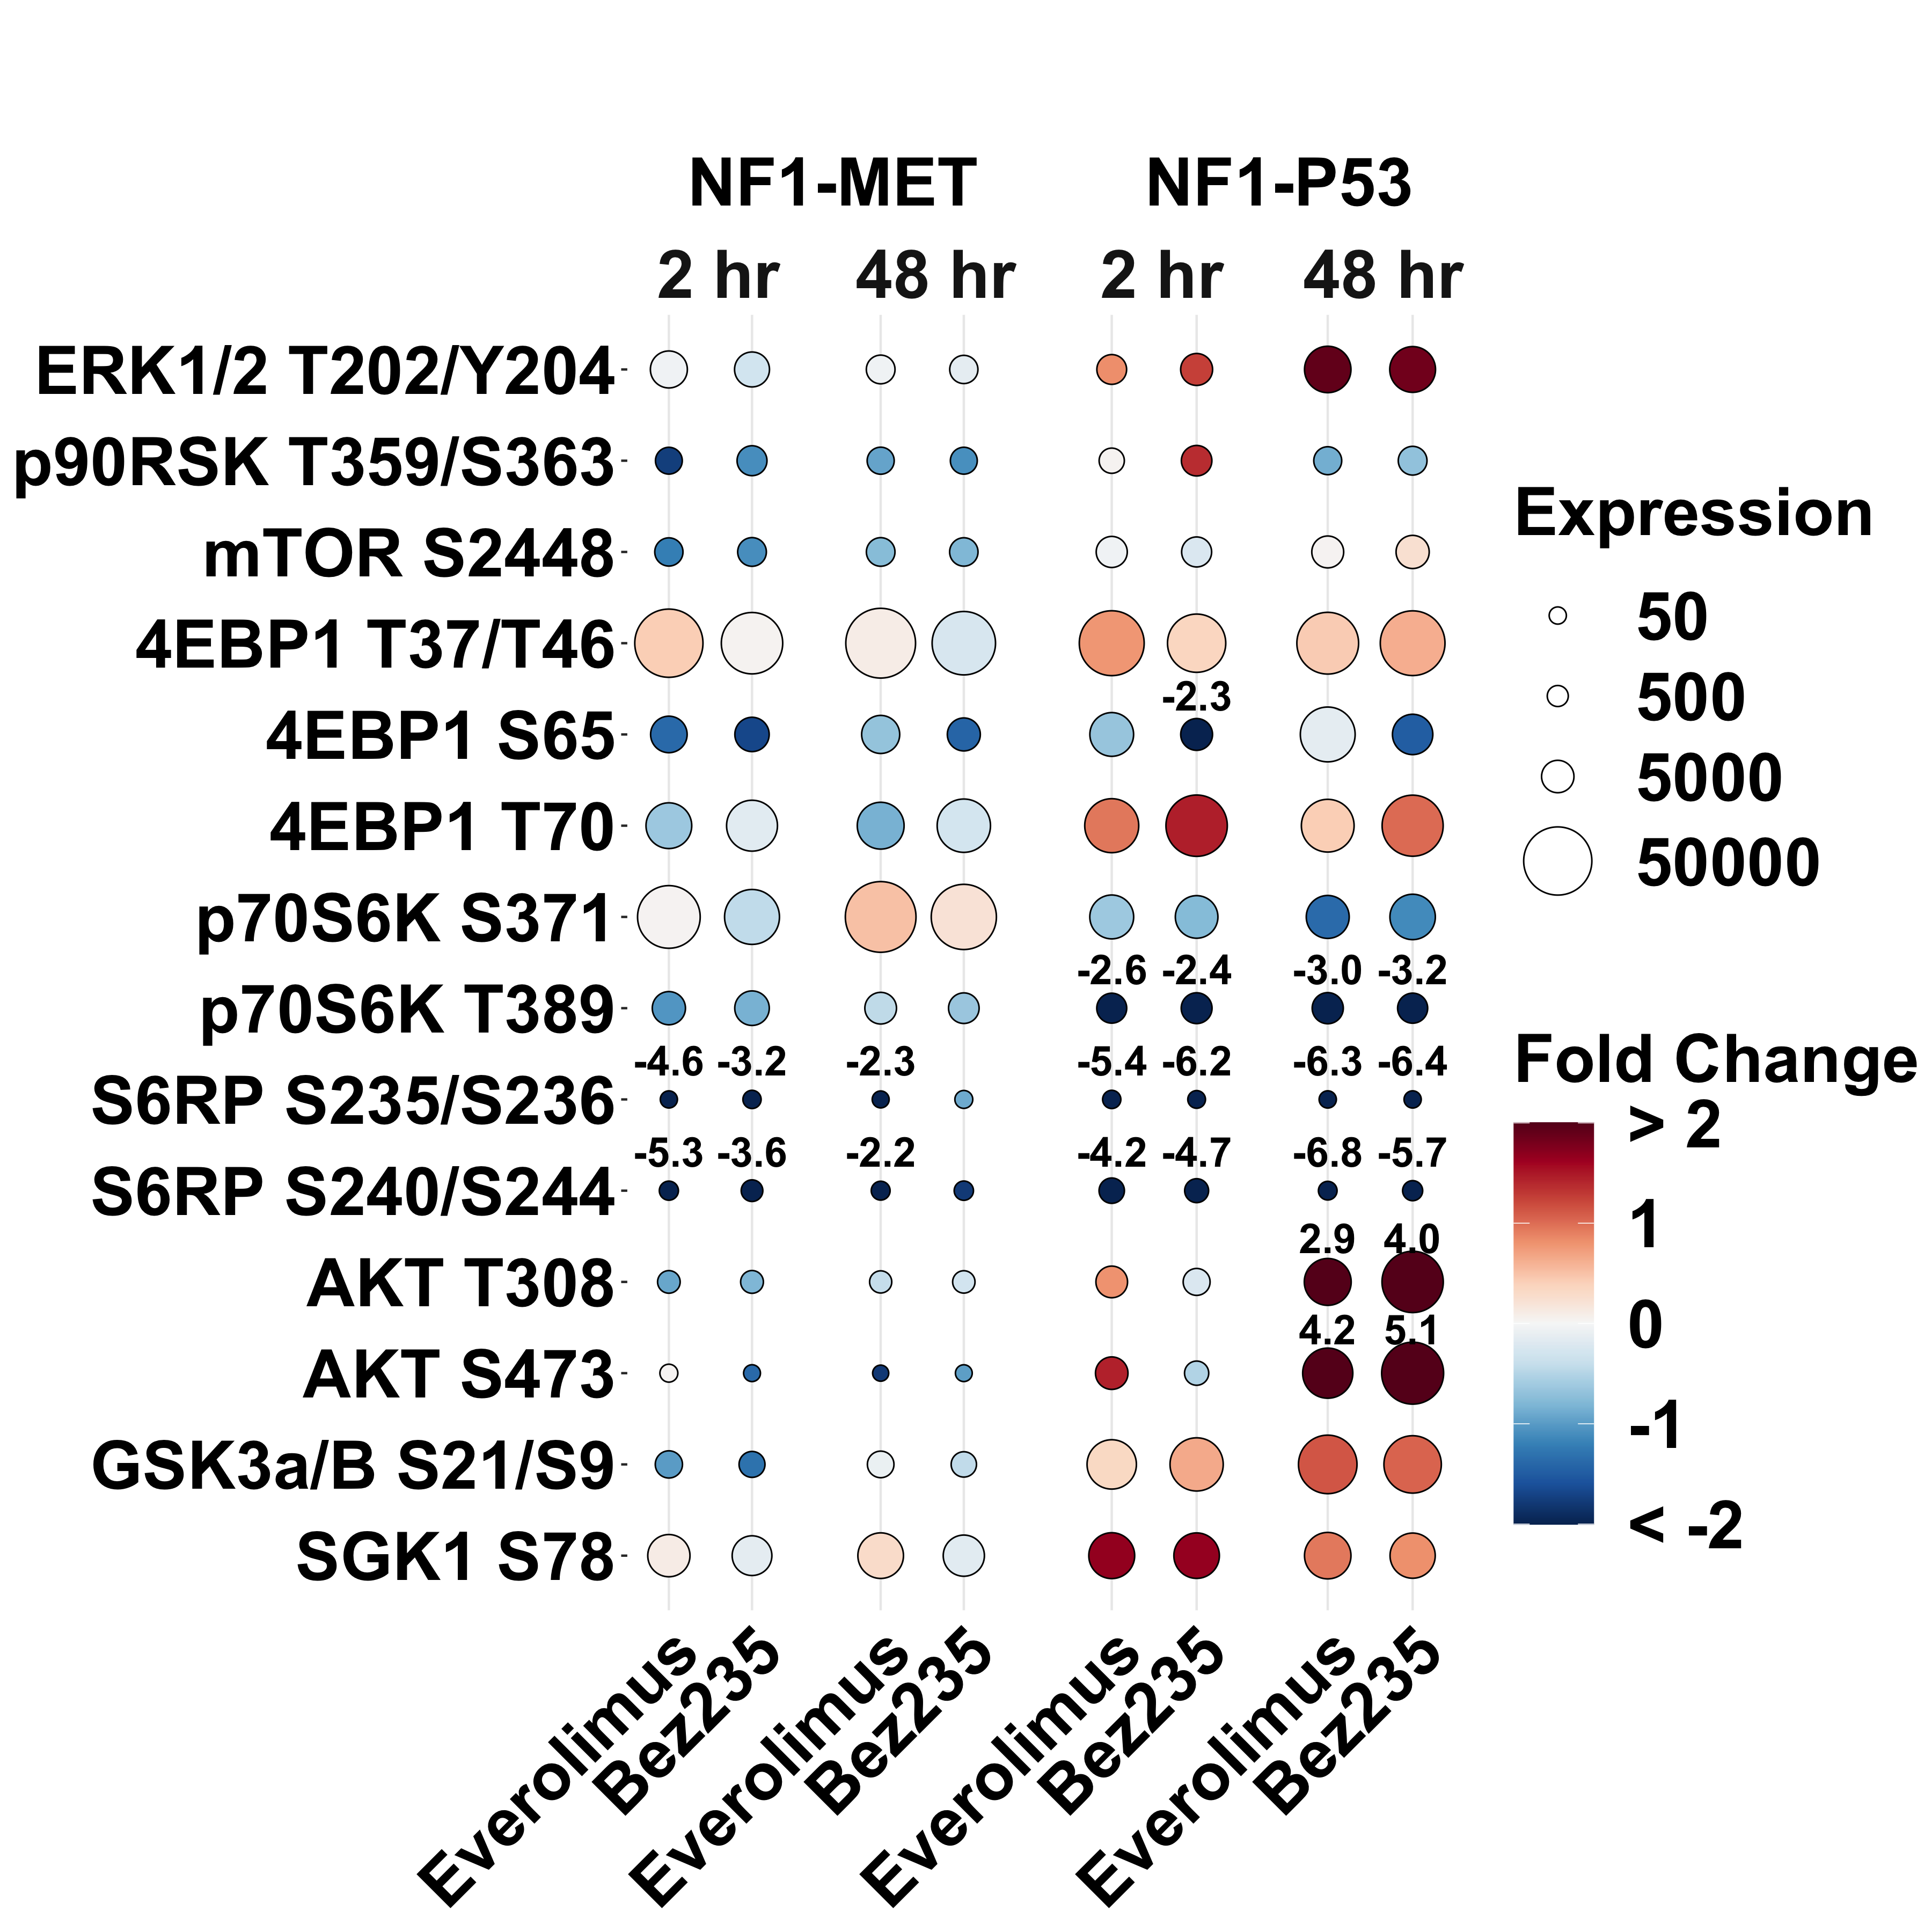 NF1-MET NF1-P53
2 hr 48 hr 2 hr 48 hr
ERK1/2 T202/Y204
p90RSK T359/S363
mTOR S2448
4EBP1 T37/T46
-2.3
4EBP1 S65
4EBP1 T70
p70S6K S371
-2.6 -2.4 -3.0 -3.2
p70S6K T389
-4.6 -3.2 -2.3 -5.4 -6.2 -6.3 -6.4
S6RP S235/S236
-5.3 -3.6 -2.2 -4.2 -4.7 -6.8 -5.7
S6RP S240/S244
2.9 4.0
AKT T308
4.2 5.1
AKT S473
GSK3a/B S21/S9
SGK1 S78
Everolimus
Bez235
Everolimus
Bez235
Everolimus
Bez235
Everolimus
Bez235
Expression
50
500
5000
50000
Fold Change
> 2
1
0
-1
< -2